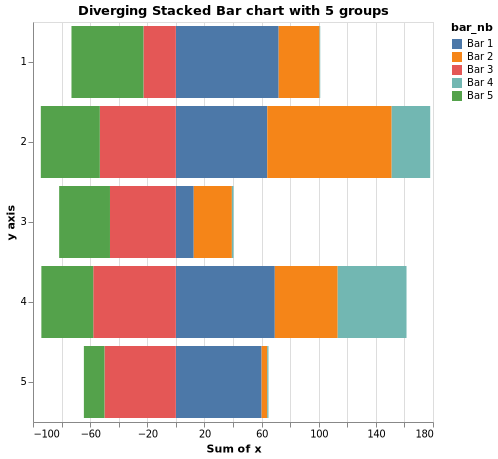 Diverging Stacked Bar chart with 5 groups
bar_nb
Bar 1
Bar 2
Bar 3
Bar 4
Bar 5
y axis
1
2
3
4
5
−100 −60 −20 20 60 100 140 180
Sum of x